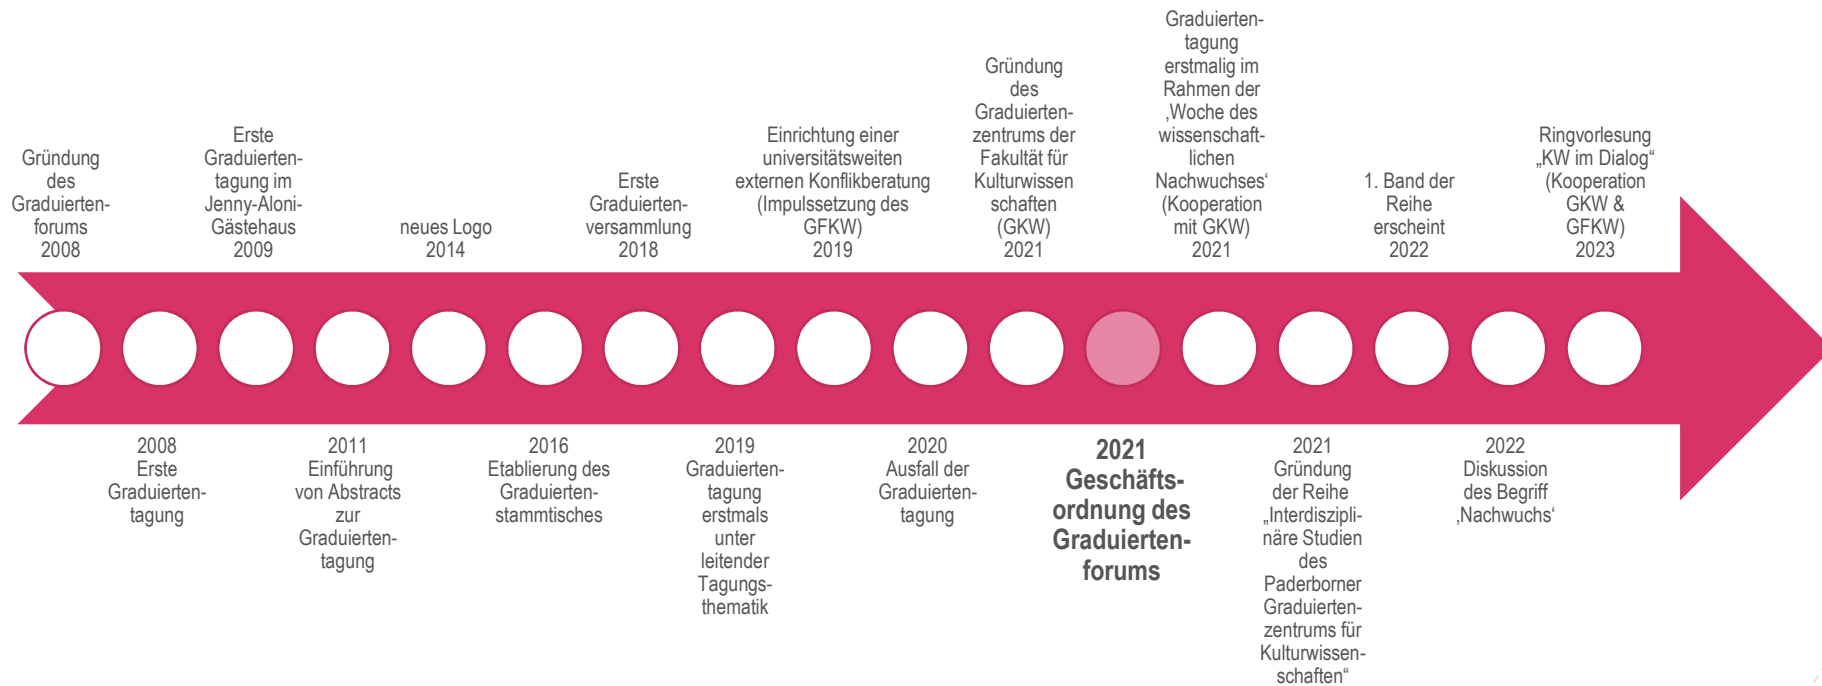 Gründung
des
Graduierten-
forums
2008
2008
Erste
Graduierten-
tagung
Erste
Graduierten-
tagung im
Jenny-Aloni-
Gästehaus
2009
2011
Einführung
von Abstracts
zur
Graduierten-
tagung
neues Logo
2014
2016
Etablierung des
Graduierten-
stammtisches
Erste
Graduierten-
versammlung
2018
2019
Graduierten-
tagung
erstmals
unter
leitender
Tagungs-
thematik
Einrichtung einer
universitätsweiten
externen Konflikberatung
(Impulssetzung des
GFKW)
2019
2020
Ausfall der
Graduierten-
tagung
Gründung
des
Graduierten-
zentrums der
Fakultät für
Kulturwissen
schaften
(GKW)
2021
2021
Geschäfts-
ordnung des
Graduierten-
forums
Graduierten-
tagung
erstmalig im
Rahmen der
‚Woche des
wissenschaft-
lichen
Nachwuchses‘
(Kooperation
mit GKW)
2021
2021
Gründung
der Reihe
„Interdiszipli-
näre Studien
des
Paderborner
Graduierten-
zentrums für
Kulturwissen-
schaften“
1. Band der
Reihe
erscheint
2022
2022
Diskussion
des Begriff
‚Nachwuchs‘
Ringvorlesung
„KW im Dialog“
(Kooperation
GKW &
GFKW)
2023